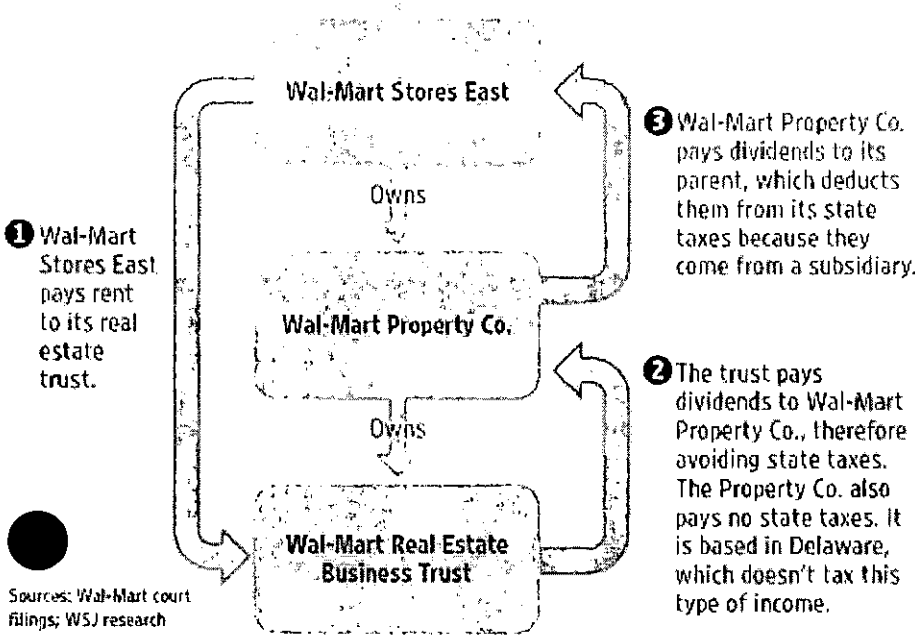 Wal-Mart Stores East
Owns
Wal-Mart Property Co.
Owns
Wal-Mart Real Estate
Business Trust
1 Wal-Mart
Stores East
pays rent
to its real
estate
trust.
2 The trust pays
dividends to Wal-Mart
Property Co., therefore
avoiding state taxes.
The Property Co. also
pays no state taxes. It
is based in Delaware,
which doesn't tax this
type of income.
3 Wal-Mart Property Co.
pays dividends to its
parent, which deducts
them from its state
taxes because they
come from a subsidiary.
Sources: Wal-Mart court
filings; WSJ research